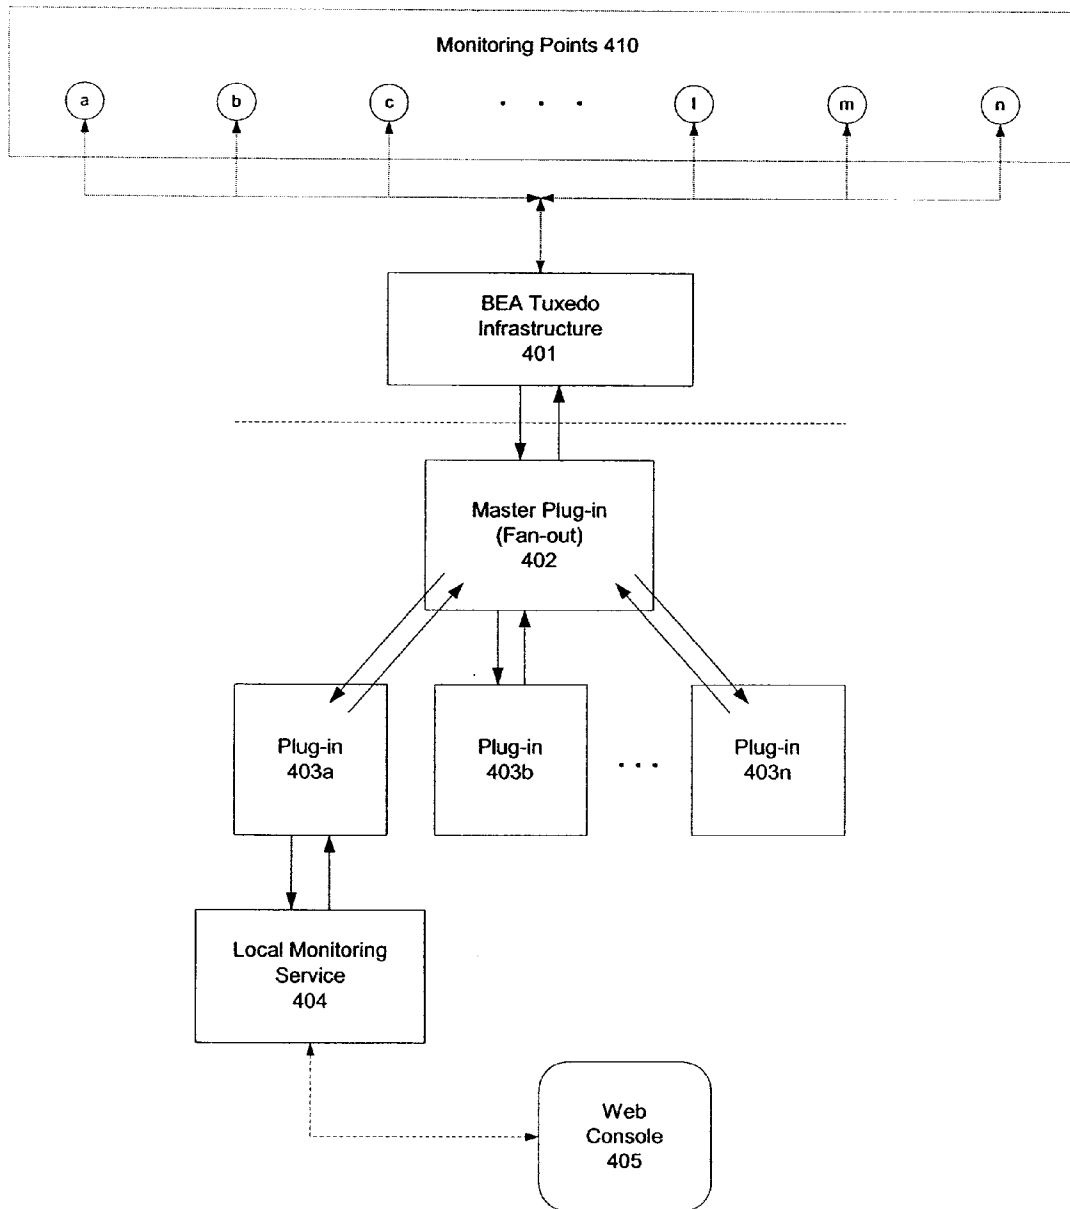 Monitoring Points 410
a b c . . . l m n
BEA Tuxedo
Infrastructure
401
Master Plug-in
(Fan-out)
402
Plug-in
403a
Plug-in
403b
. . .
Plug-in
403n
Local Monitoring
Service
404
Web
Console
405